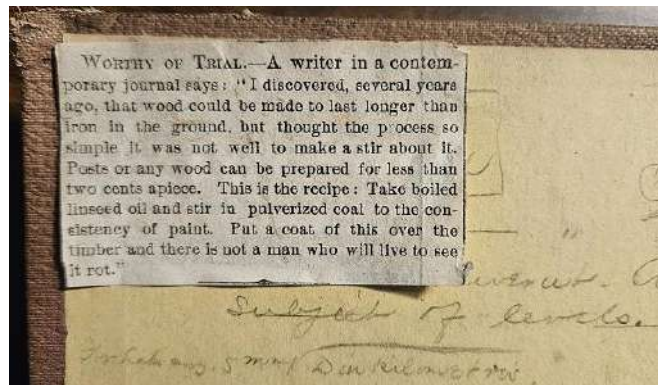 WORTHY OF TRIAL.—A writer in a contem-
porary journal says: "I discovered, several years
ago, that wood could be made to last longer than
iron in the ground, but thought the process so
simple it was not well to make a stir about it.
Posts or any wood can be prepared for less than
two cents apiece. This is the recipe: Take boiled
linseed oil and stir in pulverized coal to the con-
sistency of paint. Put a coat of this over the
timber and there is not a man who will live to see
it rot."
Subject of levels.